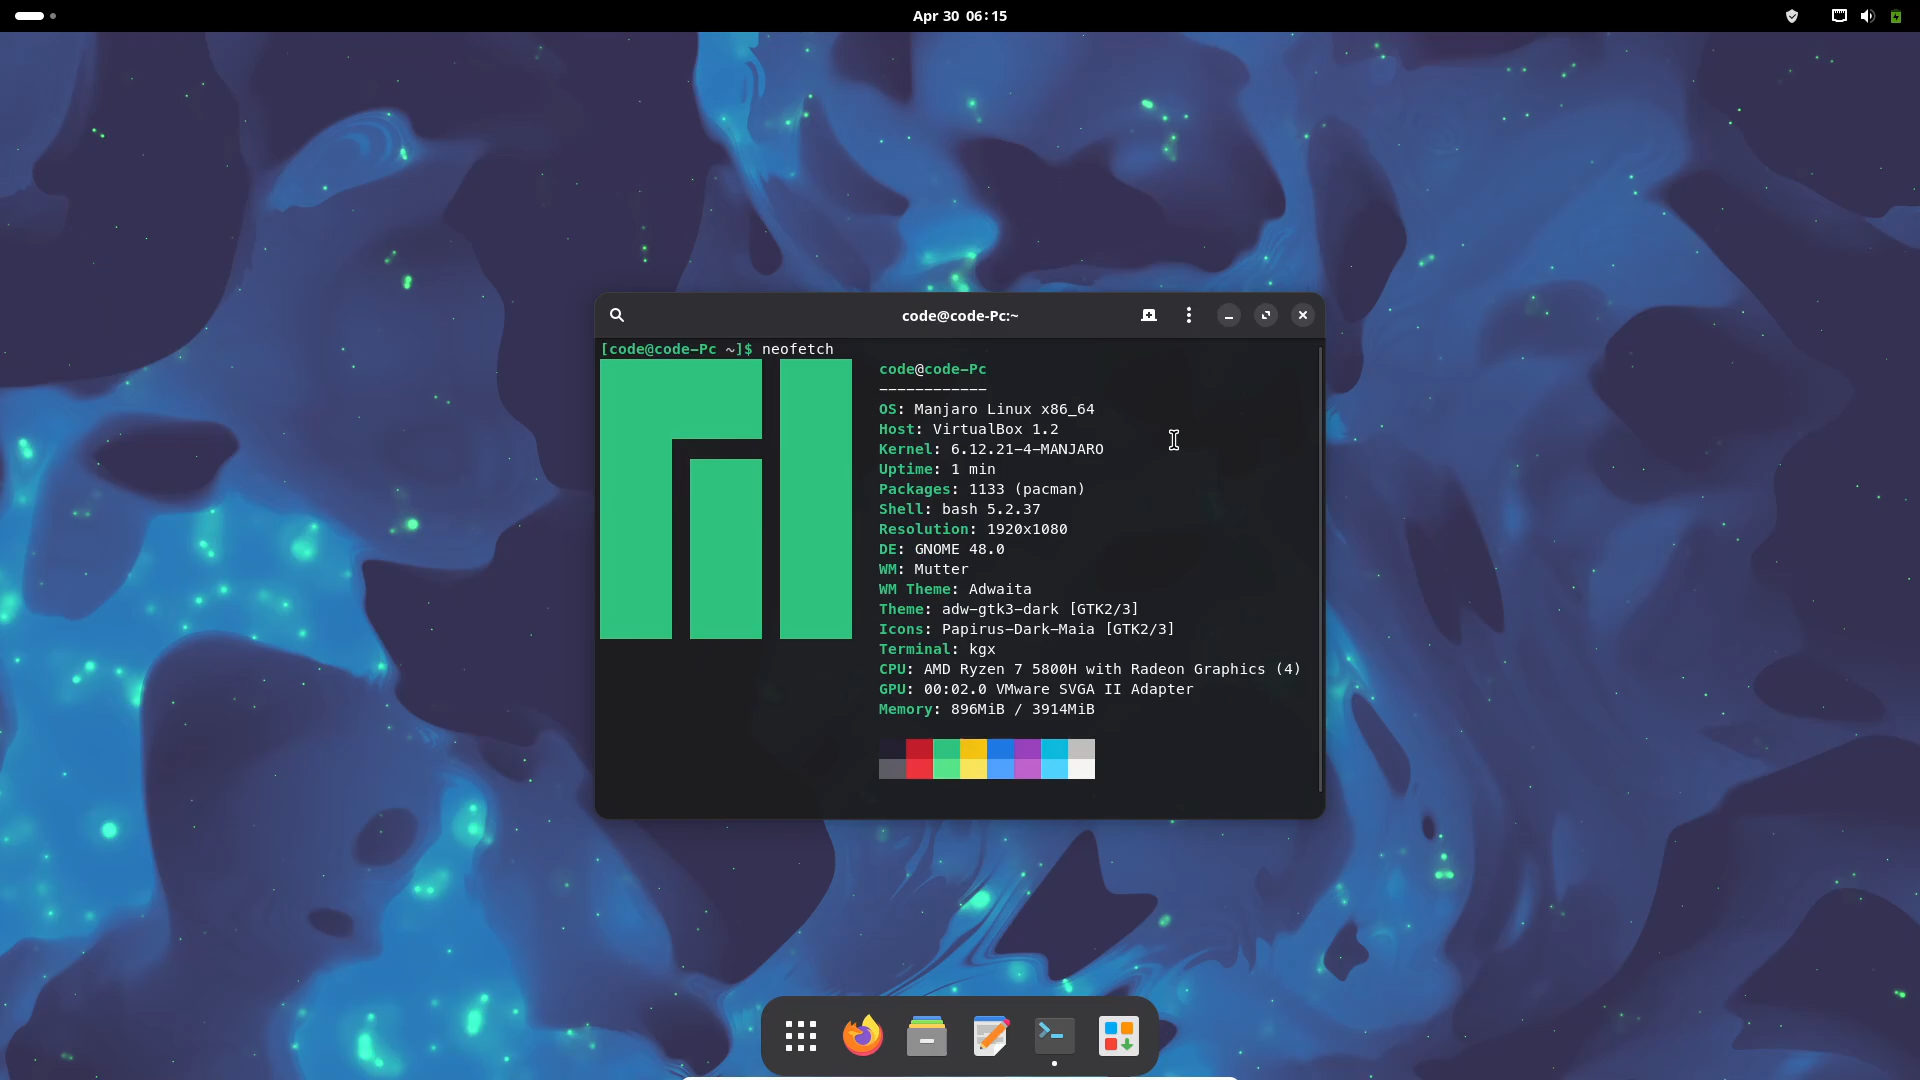 Apr 30 06:15
code@code-Pc:~
[code@code-Pc ~]$ neofetch
code@code-Pc
------------
OS: Manjaro Linux x86_64
Host: VirtualBox 1.2
Kernel: 6.12.21-4-MANJARO
Uptime: 1 min
Packages: 1133 (pacman)
Shell: bash 5.2.37
Resolution: 1920x1080
DE: GNOME 48.0
WM: Mutter
WM Theme: Adwaita
Theme: adw-gtk3-dark [GTK2/3]
Icons: Papirus-Dark-Maia [GTK2/3]
Terminal: kgx
CPU: AMD Ryzen 7 5800H with Radeon Graphics (4)
GPU: 00:02.0 VMware SVGA II Adapter
Memory: 896MiB / 3914MiB